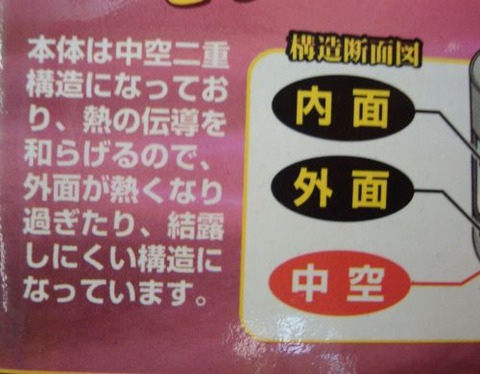 本体は中空二重
構造になってお
り、熱の伝導を
和らげるので、
外面が熱くなり
過ぎたり、結露
しにくい構造に
なっています。
構造断面図
内面
外面
中空